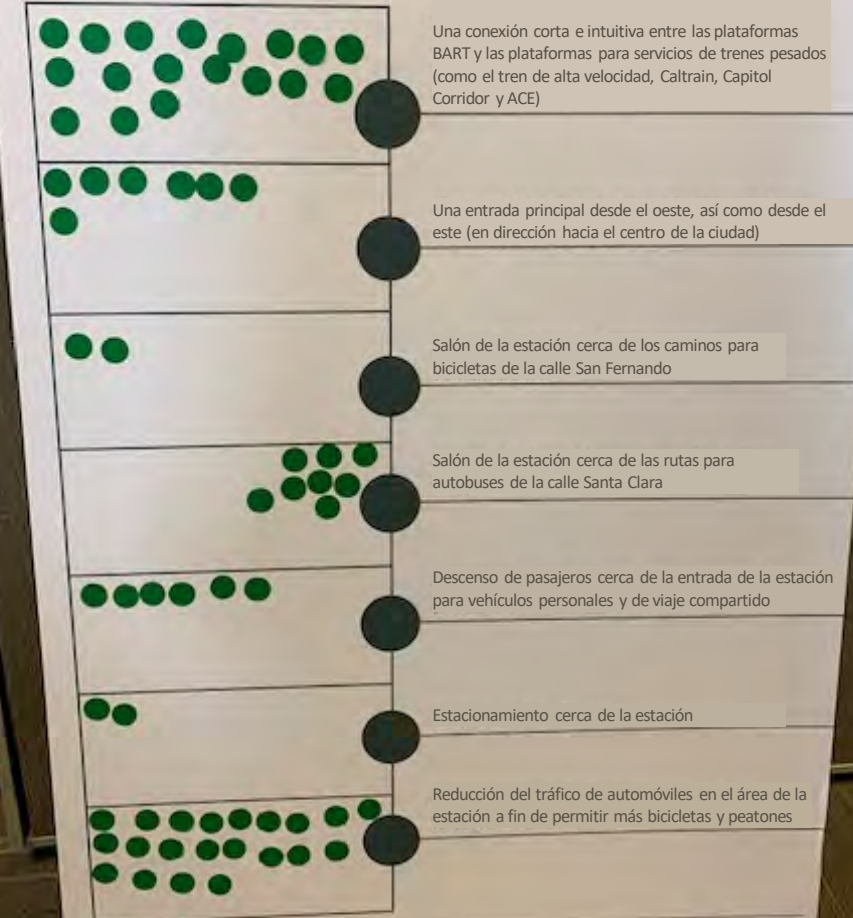 Una conexión corta e intuitiva entre las plataformas
BART y las plataformas para servicios de trenes pesados
(como el tren de alta velocidad, Caltrain, Capitol
Corridor y ACE)
Una entrada principal desde el oeste, así como desde el
este (en dirección hacia el centro de la ciudad)
Salón de la estación cerca de los caminos para
bicicletas de la calle San Fernando
Salón de la estación cerca de las rutas para
autobuses de la calle Santa Clara
Descenso de pasajeros cerca de la entrada de la estación
para vehículos personales y de viaje compartido
Estacionamiento cerca de la estación
Reducción del tráfico de automóviles en el área de la
estación a fin de permitir más bicicletas y peatones